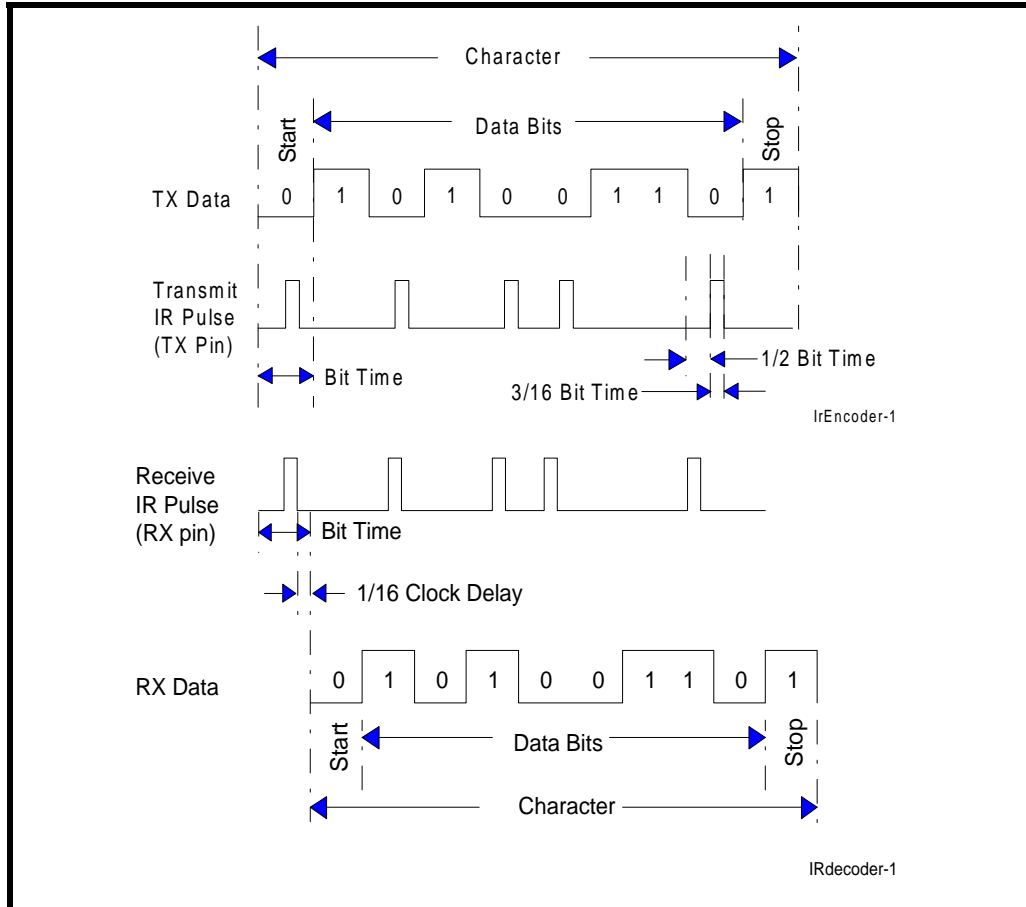 Character
Start
Data Bits
Stop
TX Data
0 1 0 1 0 0 1 1 0 1
Transmit
IR Pulse
(TX Pin)
1/2 Bit Time
Bit Time
3/16 Bit Time
IrEncoder-1
Receive
IR Pulse
(RX pin)
Bit Time
1/16 Clock Delay
RX Data
0 1 0 1 0 0 1 1 0 1
Start
Data Bits
Stop
Character
IRdecoder-1